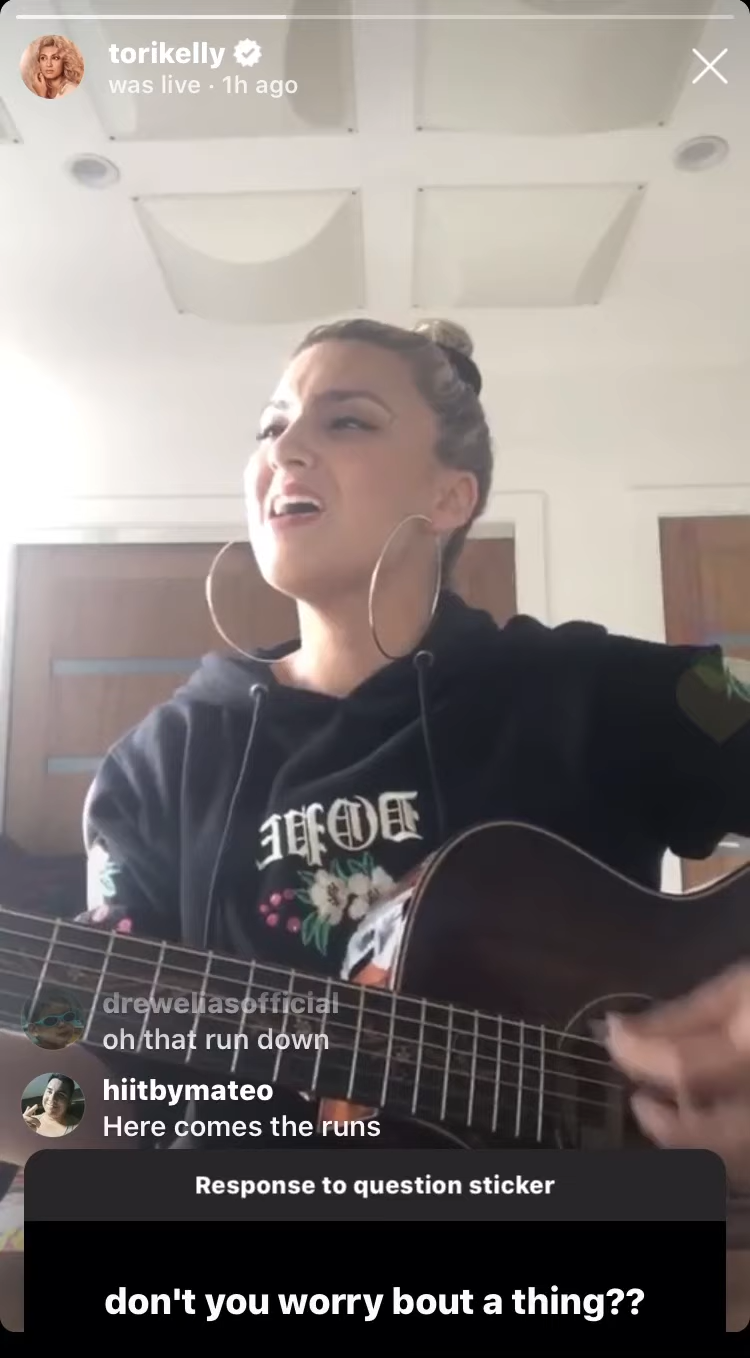 torikelly
was live · 1h ago
DOPE
dreweliasofficial
oh that run down
hiitbymateo
Here comes the runs
Response to question sticker
don't you worry bout a thing??